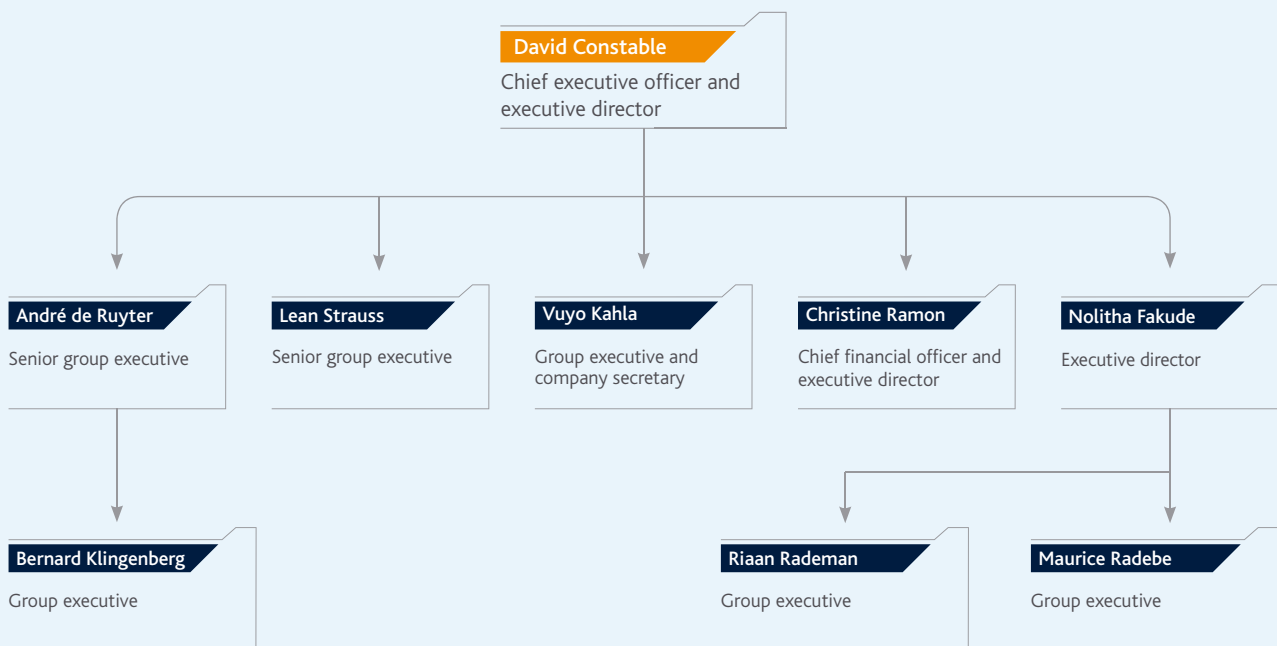 David Constable
Chief executive officer and
executive director
André de Ruyter
Senior group executive
Lean Strauss
Senior group executive
Vuyo Kahla
Group executive and
company secretary
Christine Ramon
Chief financial officer and
executive director
Nolitha Fakude
Executive director
Bernard Klingenberg
Group executive
Riaan Rademan
Group executive
Maurice Radebe
Group executive